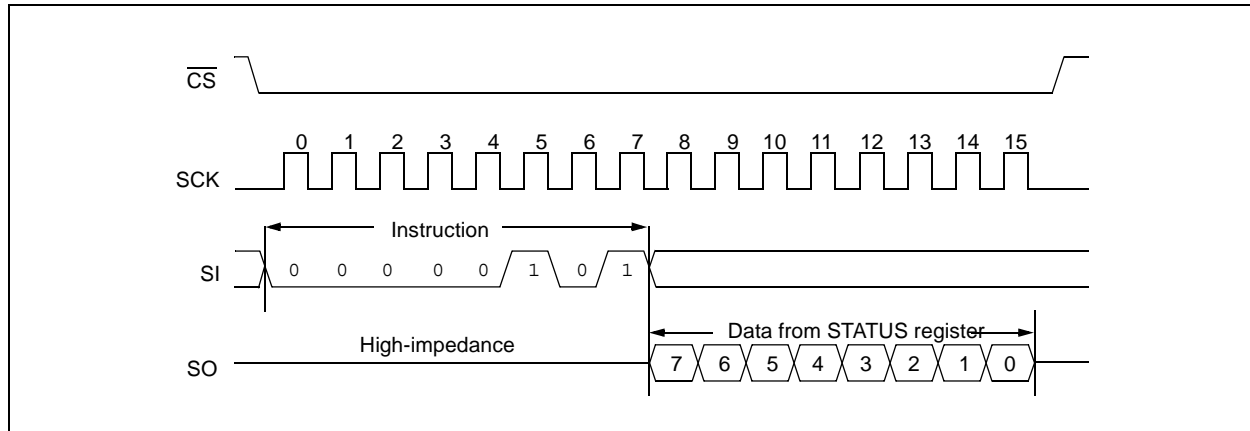 CS
0 1 2 3 4 5 6 7 8 9 10 11 12 13 14 15
SCK
Instruction
SI 0 0 0 0 0 1 0 1
Data from STATUS register
High-impedance
SO 7 6 5 4 3 2 1 0